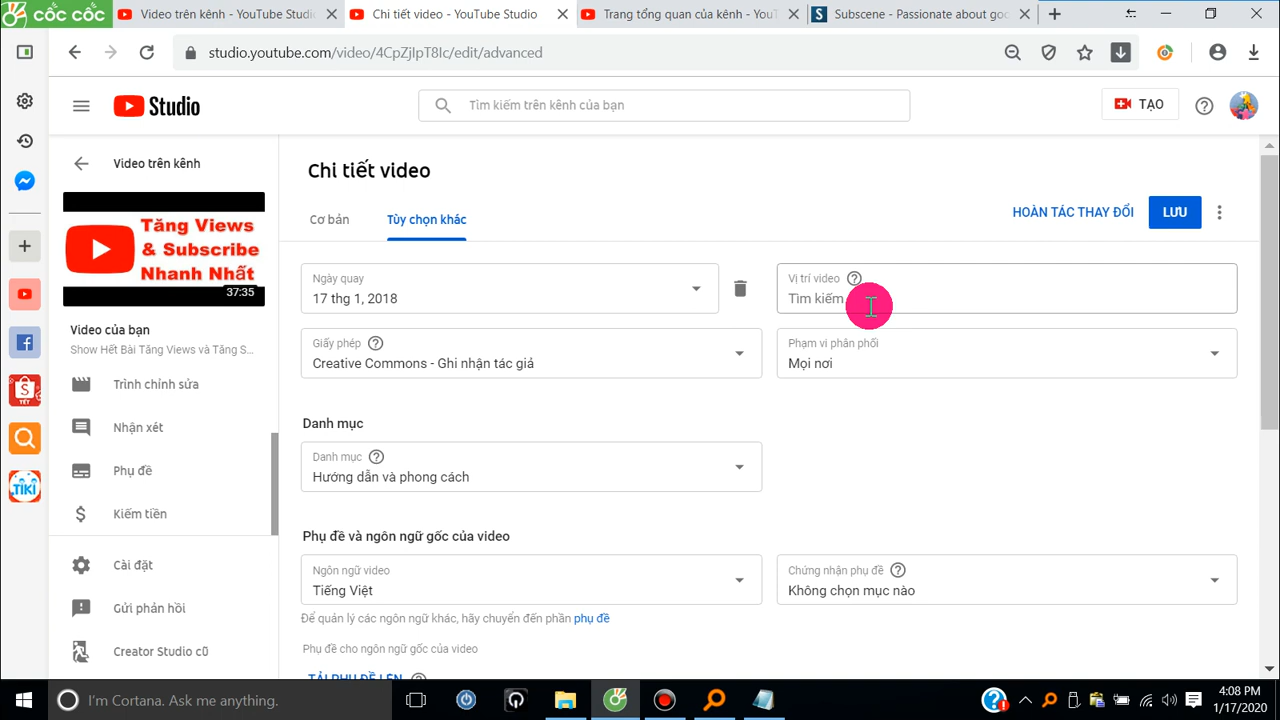 CỐC CỐC
Video trên kênh - YouTube Studio
Chi tiết video - YouTube Studio
Trang tổng quan của kênh - YouT
Subscene - Passionate about goo
studio.youtube.com/video/4CpZjIpT8Ic/edit/advanced
Studio
Tìm kiếm trên kênh của bạn
TẠO
Video trên kênh
Tăng Views
& Subscribe
Nhanh Nhất
37:35
Video của bạn
Show Hết Bài Tăng Views và Tăng S...
Trình chỉnh sửa
Nhận xét
Phụ đề
Kiếm tiền
Cài đặt
Gửi phản hồi
Creator Studio cũ
TẾT
TIKI
Chi tiết video
Cơ bản
Tùy chọn khác
HOÀN TÁC THAY ĐỔI
LƯU
Ngày quay
17 thg 1, 2018
Vị trí video
Tìm kiếm
Giấy phép
Creative Commons - Ghi nhận tác giả
Phạm vi phân phối
Mọi nơi
Danh mục
Danh mục
Hướng dẫn và phong cách
Phụ đề và ngôn ngữ gốc của video
Ngôn ngữ video
Tiếng Việt
Chứng nhận phụ đề
Không chọn mục nào
Để quản lý các ngôn ngữ khác, hãy chuyển đến phần phụ đề
Phụ đề cho ngôn ngữ gốc của video
TẢI PHỤ ĐỀ LÊN
I'm Cortana. Ask me anything.
4:08 PM
1/17/2020